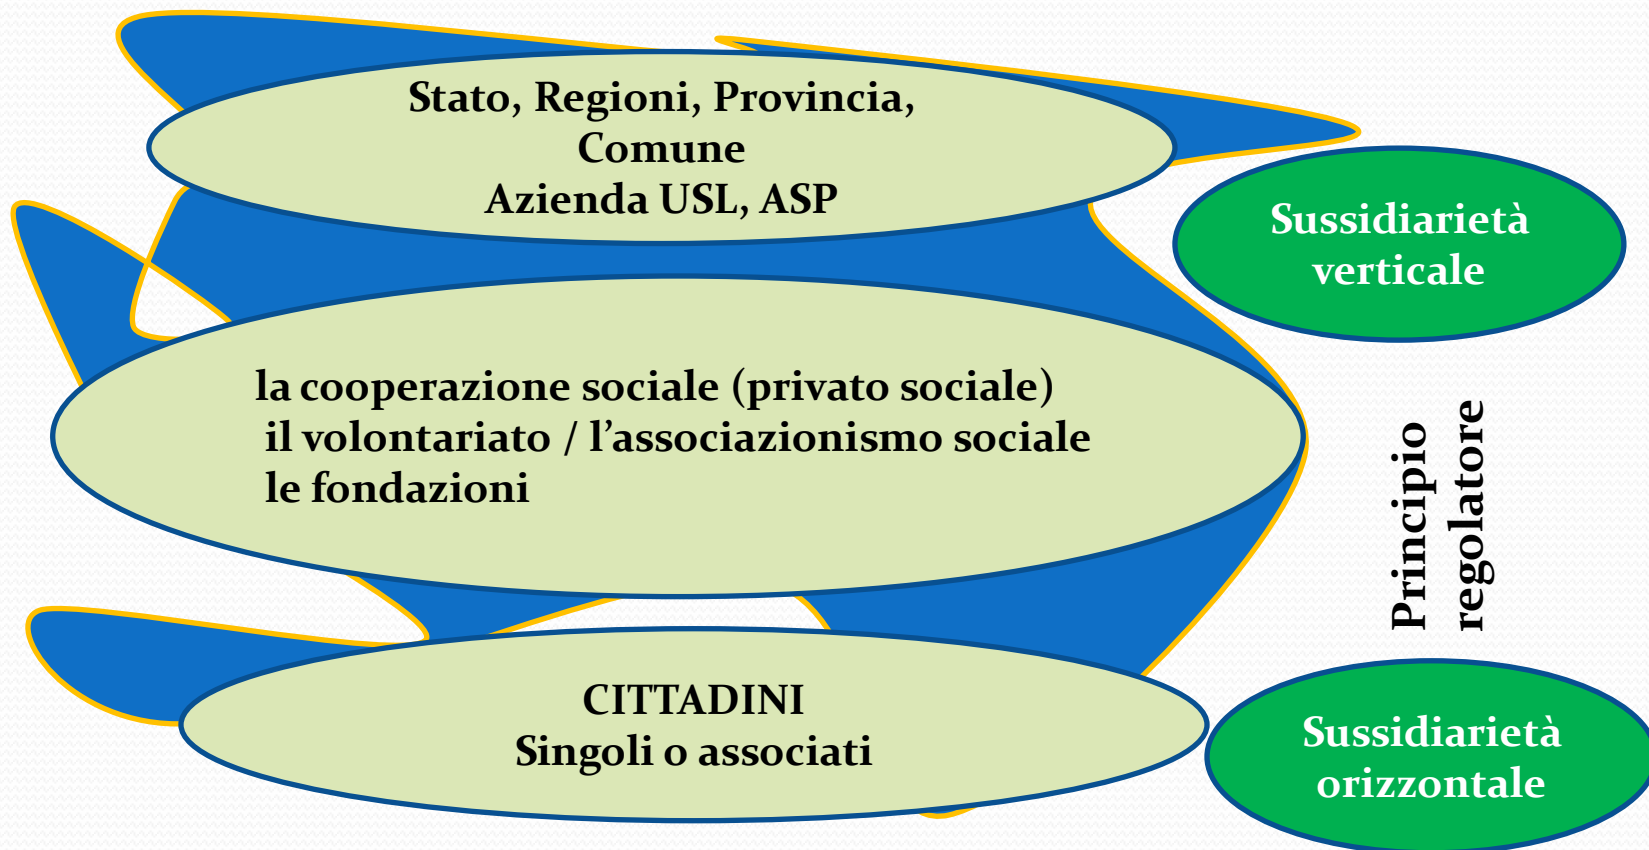 Stato, Regioni, Provincia,
Comune
Azienda USL, ASP
Sussidiarietà
verticale
la cooperazione sociale (privato sociale)
il volontariato / l’associazionismo sociale
le fondazioni
Principio
regolatore
CITTADINI
Singoli o associati
Sussidiarietà
orizzontale